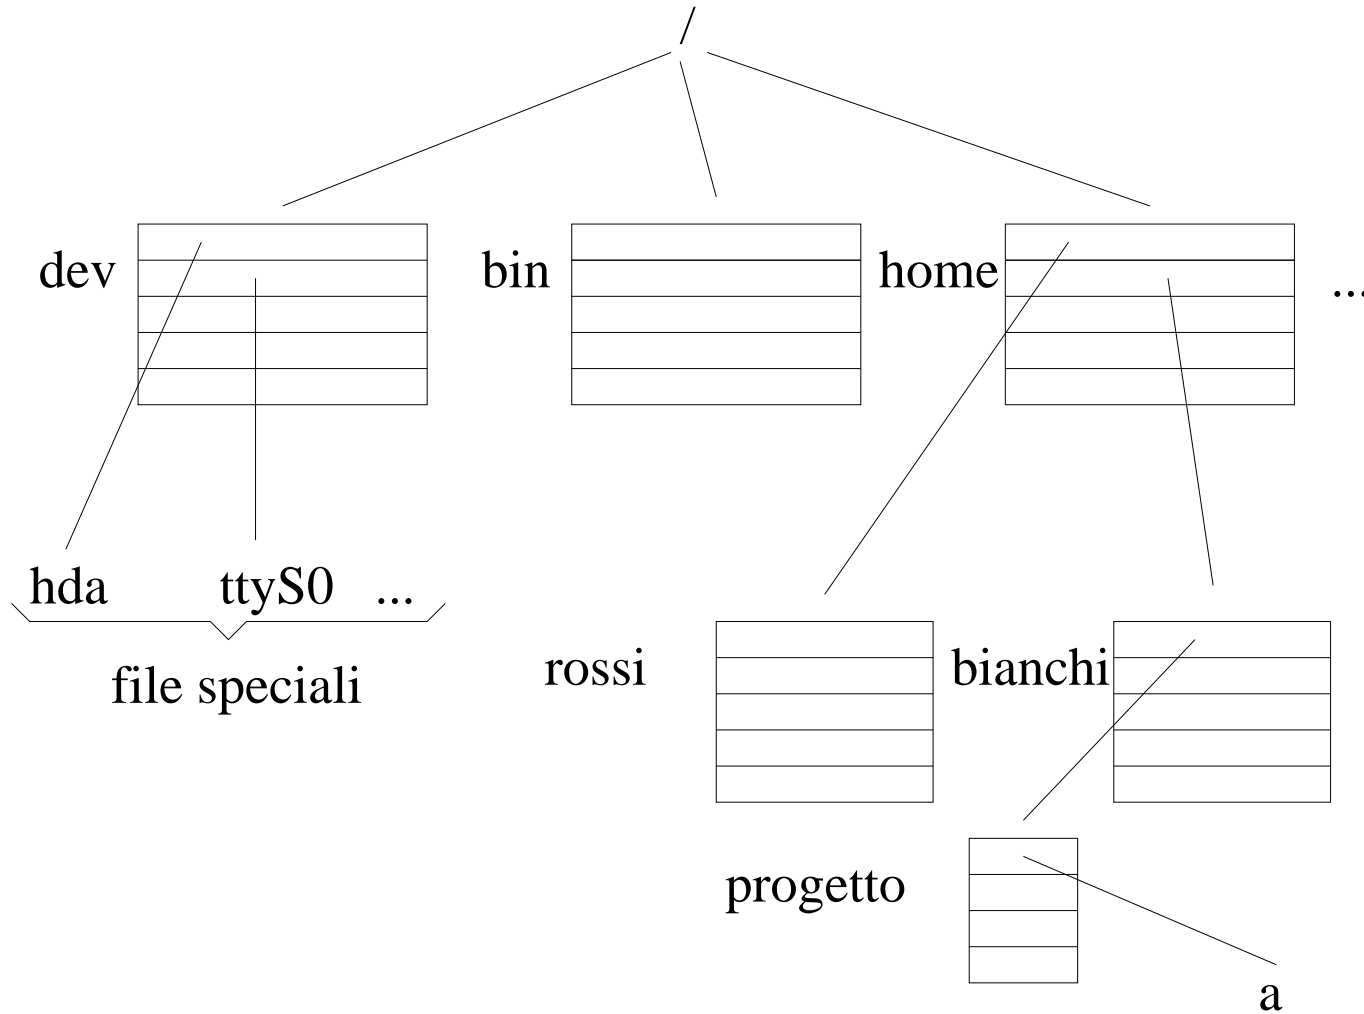 /
dev
bin
home
...
hda ttyS0 ...
file speciali
rossi
bianchi
progetto
a